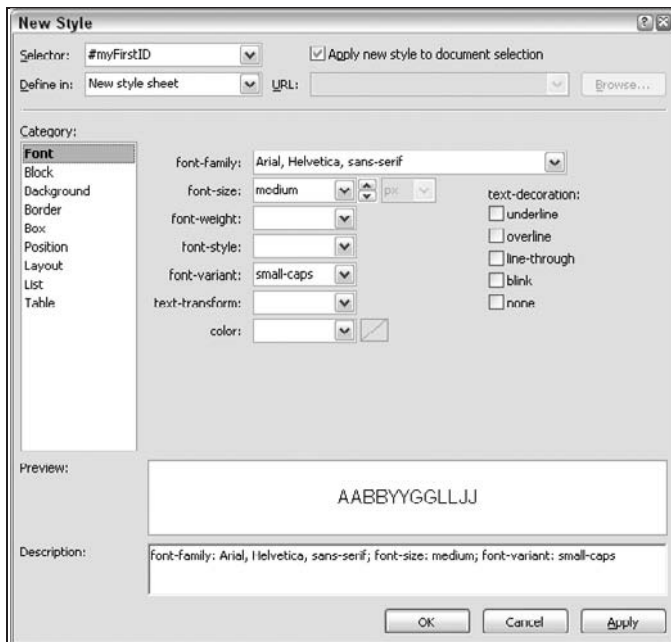 New Style
Selector: #myFirstID Apply new style to document selection
Define in: New style sheet URL: Browse...
Category:
Font
Block
Background
Border
Box
Position
Layout
List
Table
font-family: Arial, Helvetica, sans-serif
font-size: medium px
font-weight:
font-style:
font-variant: small-caps
text-transform:
color:
text-decoration:
underline
overline
line-through
blink
none
Preview:
AABBYYGGLLJJ
Description:
font-family: Arial, Helvetica, sans-serif; font-size: medium; font-variant: small-caps
OK Cancel Apply